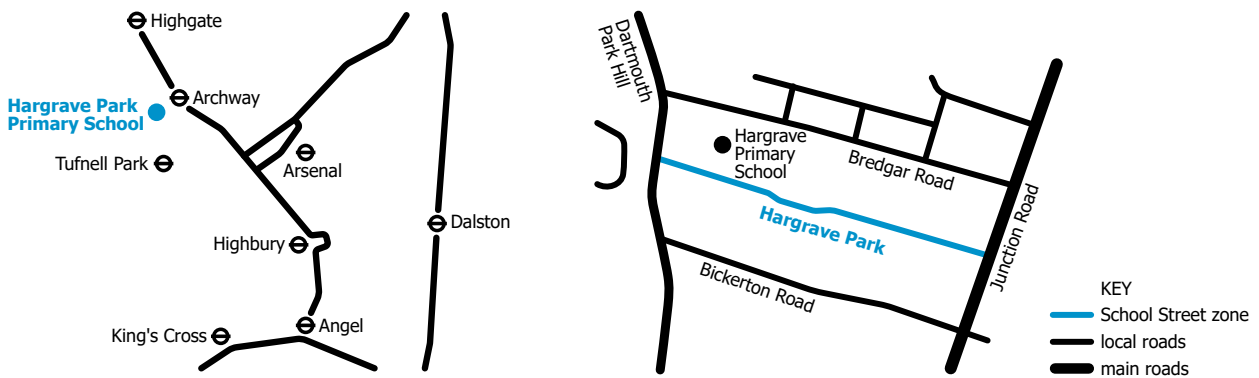 Highgate
Archway
Hargrave Park
Primary School
Tufnell Park
Arsenal
Highbury
Dalston
King's Cross
Angel
Dartmouth
Park Hill
Hargrave
Primary
School
Bredgar Road
Hargrave Park
Bickerton Road
Junction Road
KEY
School Street zone
local roads
main roads